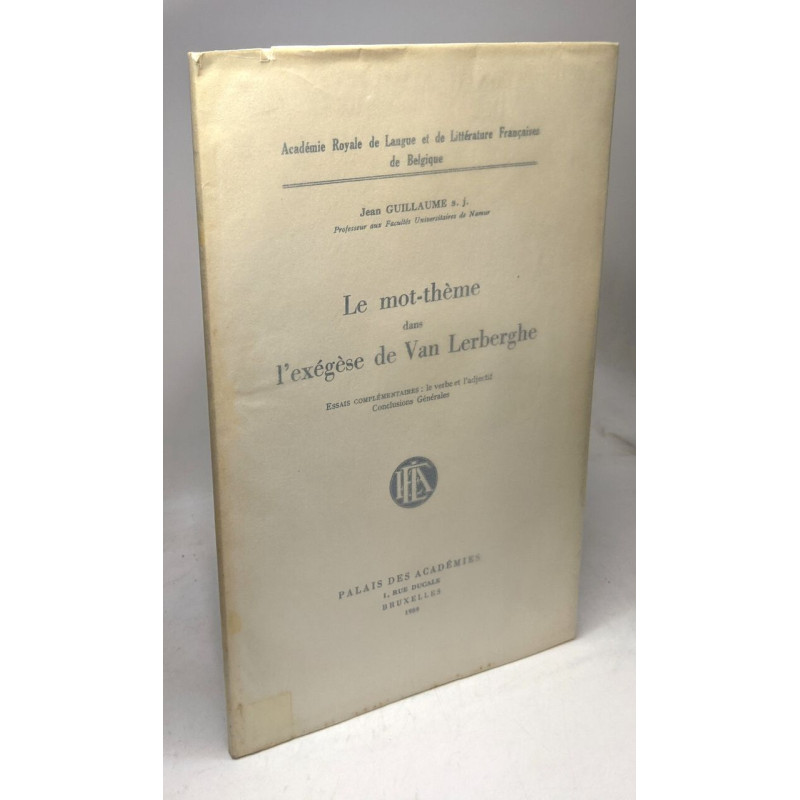 Académie Royale de Langue et de Littérature Françaises
de Belgique
Jean GUILLAUME s. j.
Professeur aux Facultés Universitaires de Namur
Le mot-thème
dans
l'exégèse de Van Lerberghe
ESSAIS COMPLÉMENTAIRES : le verbe et l'adjectif
Conclusions Générales
PALAIS DES ACADÉMIES
1, RUE DUCALE
BRUXELLES